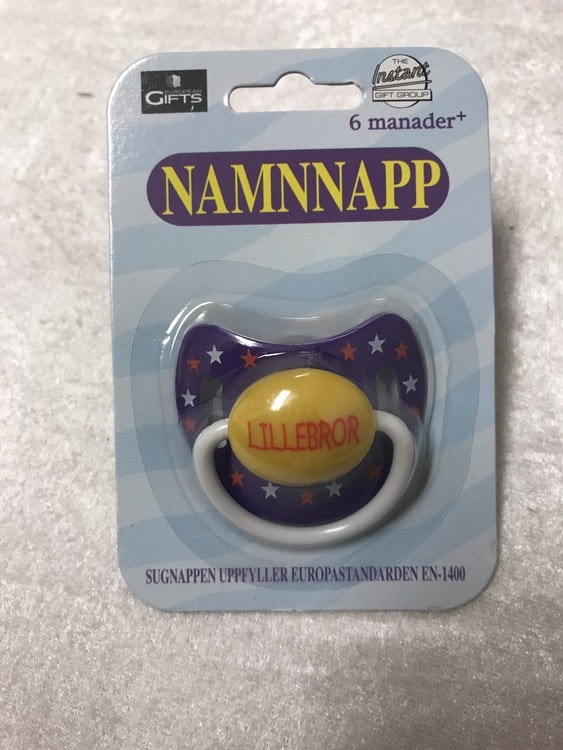 EUROPEAN
GIFTS
THE
Instant
GIFT GROUP
6 manader+
NAMNNAPP
LILLEBROR
SUGNAPPEN UPPFYLLER EUROPASTANDARDEN EN-1400